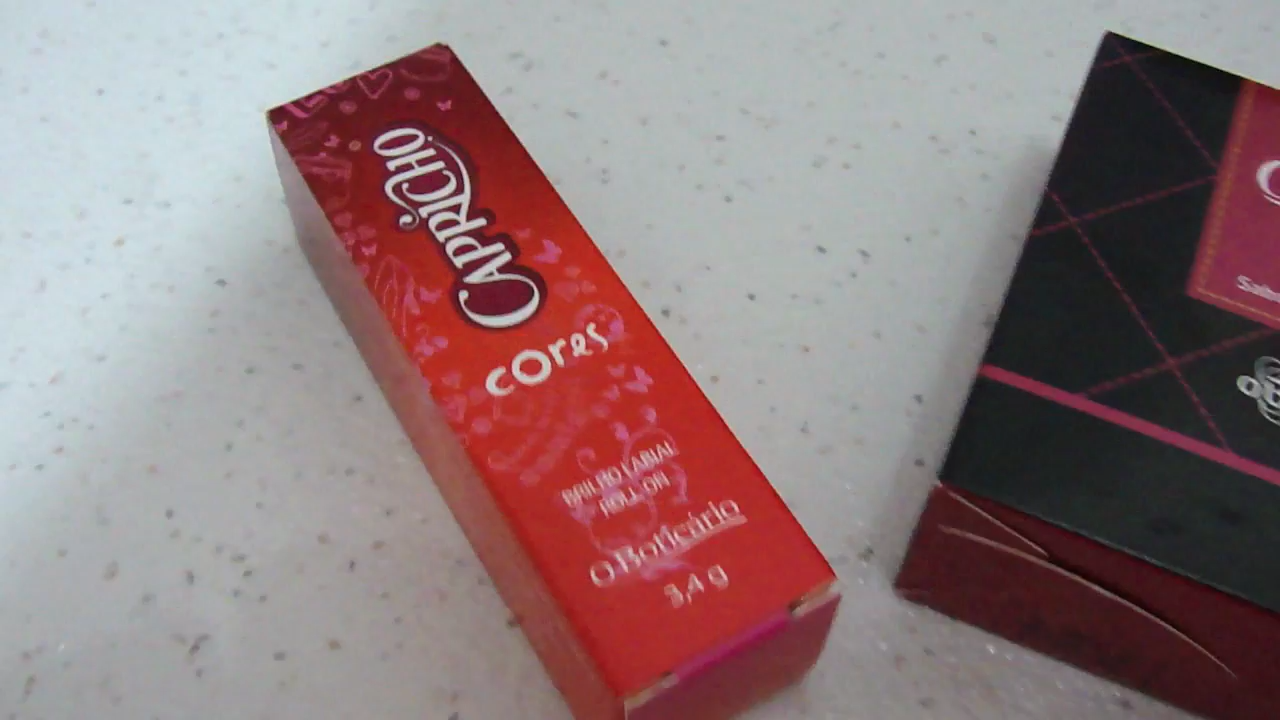 CAPRICHO
cores
BRILHO LABIAL
ROLL-ON
O Boticário
3,4 g